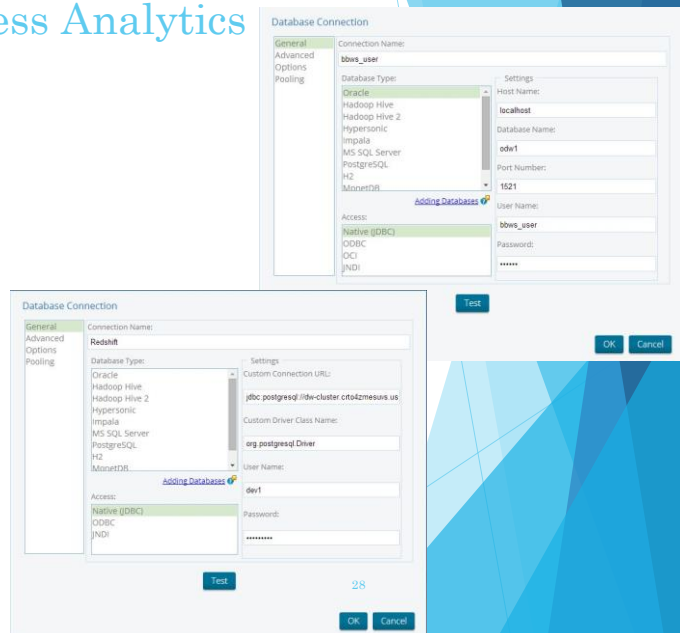 ess Analytics
Database Connection
General
Advanced
Options
Pooling
Connection Name:
bbws_user
Database Type:
Oracle
Hadoop Hive
Hadoop Hive 2
Hypersonic
Impala
MS SQL Server
PostgreSQL
H2
MonetDB
Adding Databases
Access:
Native (JDBC)
ODBC
OCI
JNDI
Settings
Host Name:
localhost
Database Name:
odw1
Port Number:
1521
User Name:
bbws_user
Password:
••••••
Test
OK Cancel
Database Connection
General
Advanced
Options
Pooling
Connection Name:
Redshift
Database Type:
Oracle
Hadoop Hive
Hadoop Hive 2
Hypersonic
Impala
MS SQL Server
PostgreSQL
H2
MonetDB
Adding Databases
Access:
Native (JDBC)
ODBC
JNDI
Settings
Custom Connection URL:
jdbc:postgresql://dw-cluster.crto4zmesuvs.us
Custom Driver Class Name:
org.postgresql.Driver
User Name:
dev1
Password:
•••••••••
Test
28
OK Cancel